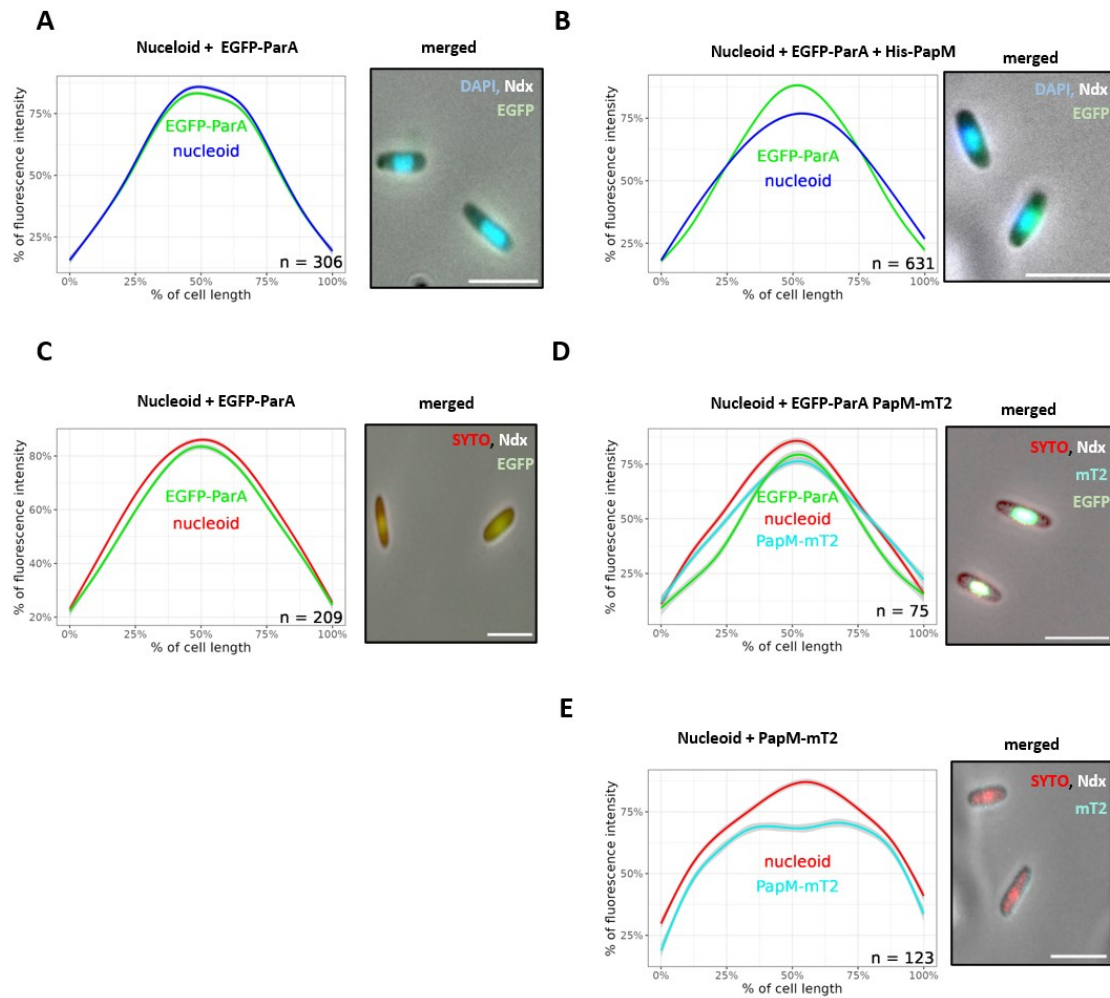 A
Nuceloid + EGFP-ParA
merged
% of fluorescence intensity
75%
50%
25%
EGFP-ParA
nucleoid
n = 306
0% 25% 50% 75% 100%
% of cell length
DAPI, Ndx
EGFP
B
Nucleoid + EGFP-ParA + His-PapM
merged
% of fluorescence intensity
75%
50%
25%
EGFP-ParA
nucleoid
n = 631
0% 25% 50% 75% 100%
% of cell length
DAPI, Ndx
EGFP
C
Nucleoid + EGFP-ParA
merged
% of fluorescence intensity
80%
60%
40%
20%
EGFP-ParA
nucleoid
n = 209
0% 25% 50% 75% 100%
% of cell length
SYTO, Ndx
EGFP
D
Nucleoid + EGFP-ParA PapM-mT2
merged
% of fluorescence intensity
75%
50%
25%
EGFP-ParA
nucleoid
PapM-mT2
n = 75
0% 25% 50% 75% 100%
% of cell length
SYTO, Ndx
mT2
EGFP
E
Nucleoid + PapM-mT2
merged
% of fluorescence intensity
75%
50%
25%
nucleoid
PapM-mT2
n = 123
0% 25% 50% 75% 100%
% of cell length
SYTO, Ndx
mT2